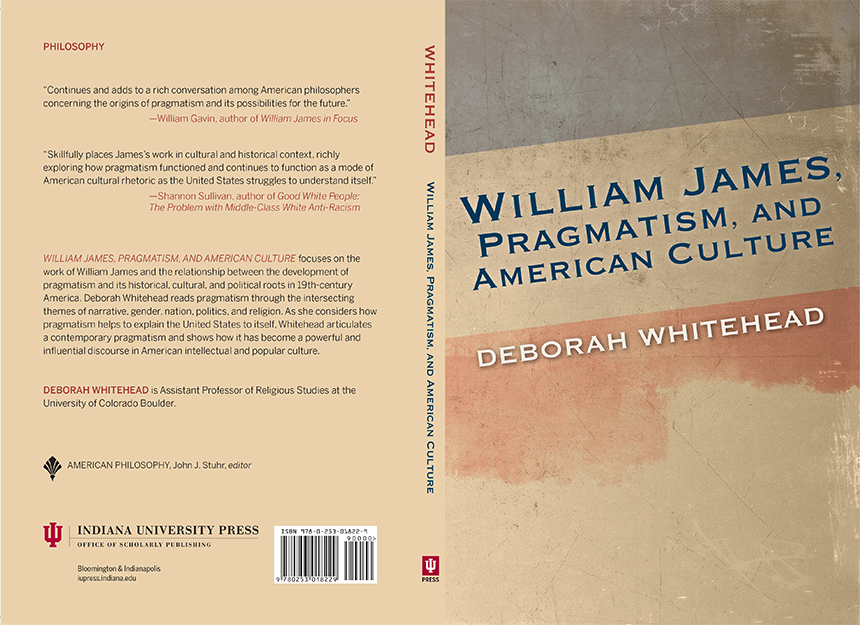 PHILOSOPHY
“Continues and adds to a rich conversation among American philosophers
concerning the origins of pragmatism and its possibilities for the future.”
—William Gavin, author of William James in Focus
“Skillfully places James’s work in cultural and historical context, richly
exploring how pragmatism functioned and continues to function as a mode of
American cultural rhetoric as the United States struggles to understand itself.”
—Shannon Sullivan, author of Good White People:
The Problem with Middle-Class White Anti-Racism
WILLIAM JAMES, PRAGMATISM, AND AMERICAN CULTURE focuses on the
work of William James and the relationship between the development of
pragmatism and its historical, cultural, and political roots in 19th-century
America. Deborah Whitehead reads pragmatism through the intersecting
themes of narrative, gender, nation, politics, and religion. As she considers how
pragmatism helps to explain the United States to itself, Whitehead articulates
a contemporary pragmatism and shows how it has become a powerful and
influential discourse in American intellectual and popular culture.
DEBORAH WHITEHEAD is Assistant Professor of Religious Studies at the
University of Colorado Boulder.
AMERICAN PHILOSOPHY, John J. Stuhr, editor
INDIANA UNIVERSITY PRESS
OFFICE OF SCHOLARLY PUBLISHING
Bloomington & Indianapolis
iupress.indiana.edu
ISBN 978-0-253-01822-9
90000>
9 780253 018229
WHITEHEAD
WILLIAM JAMES, PRAGMATISM, AND AMERICAN CULTURE
PRESS
WILLIAM JAMES,
PRAGMATISM, AND
AMERICAN CULTURE
DEBORAH WHITEHEAD